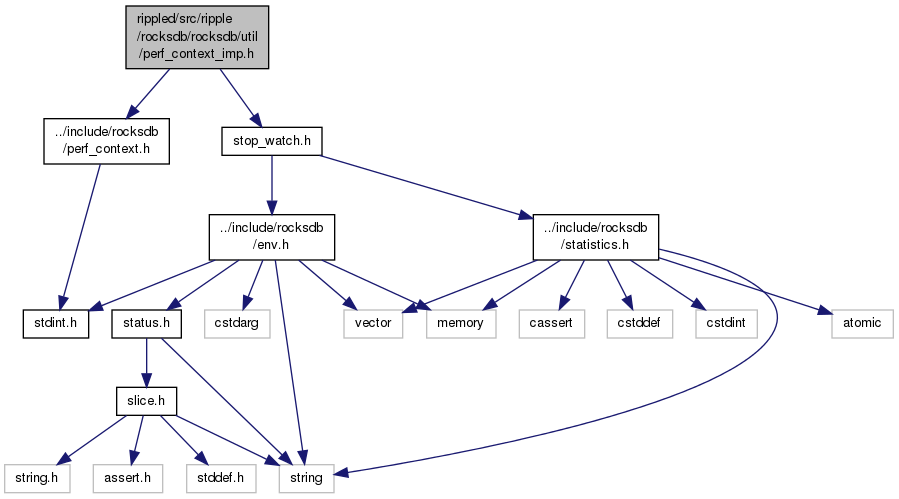 rippled/src/ripple
/rocksdb/rocksdb/util
/perf_context_imp.h
../include/rocksdb
/perf_context.h
stop_watch.h
../include/rocksdb
/env.h
../include/rocksdb
/statistics.h
stdint.h
status.h
cstdarg
vector
memory
cassert
cstddef
cstdint
atomic
slice.h
string.h
assert.h
stddef.h
string